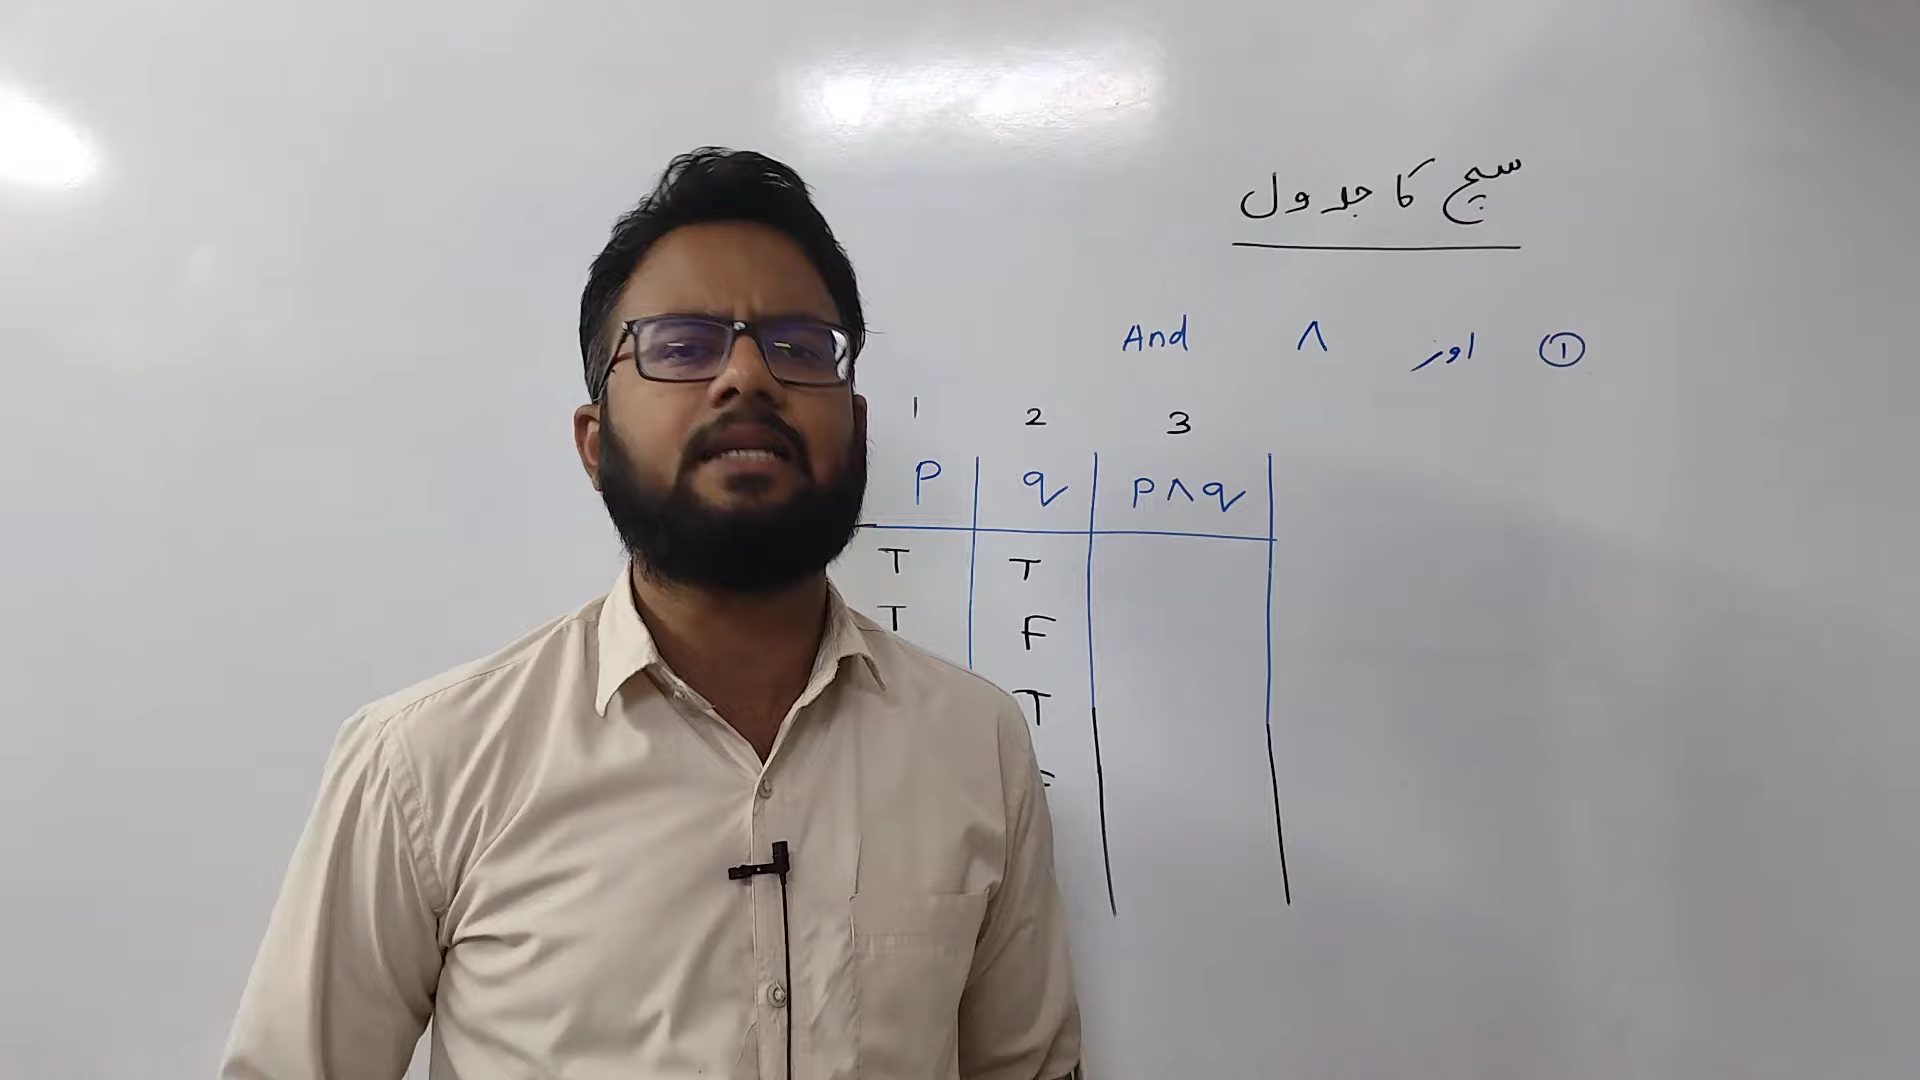 سچ کا جدول
① اور ∧ And
1 2 3
P q P∧q
T T
T F
T